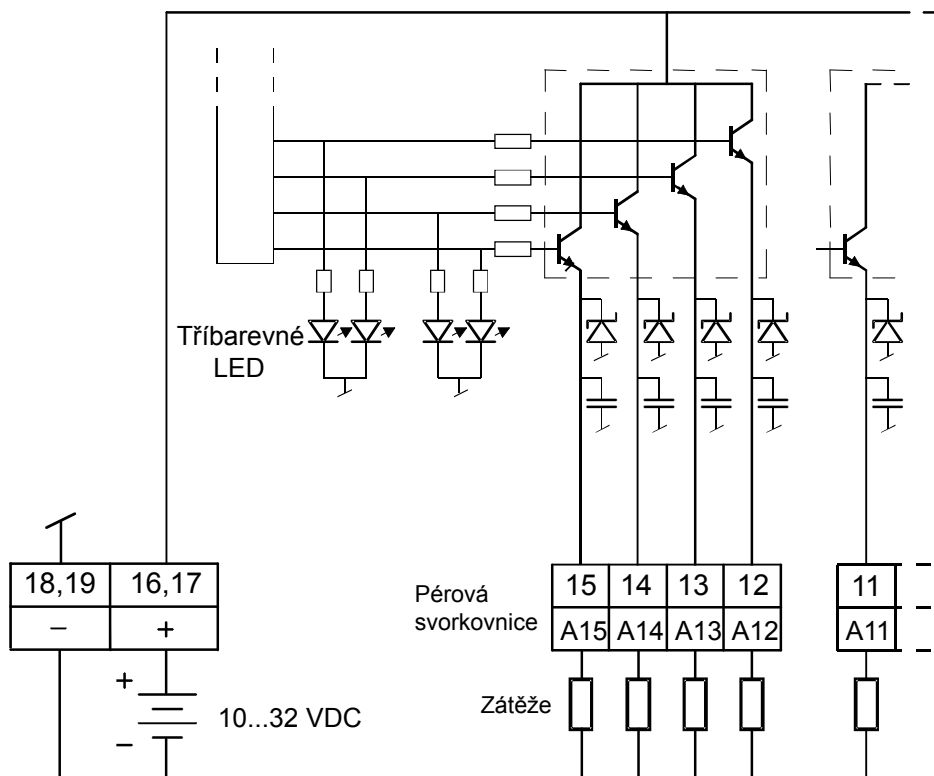 Tříbarevné
LED
18,19 16,17
– +
+
–
10...32 VDC
Pérová
svorkovnice
15 14 13 12 11
A15 A14 A13 A12 A11
Zátěže